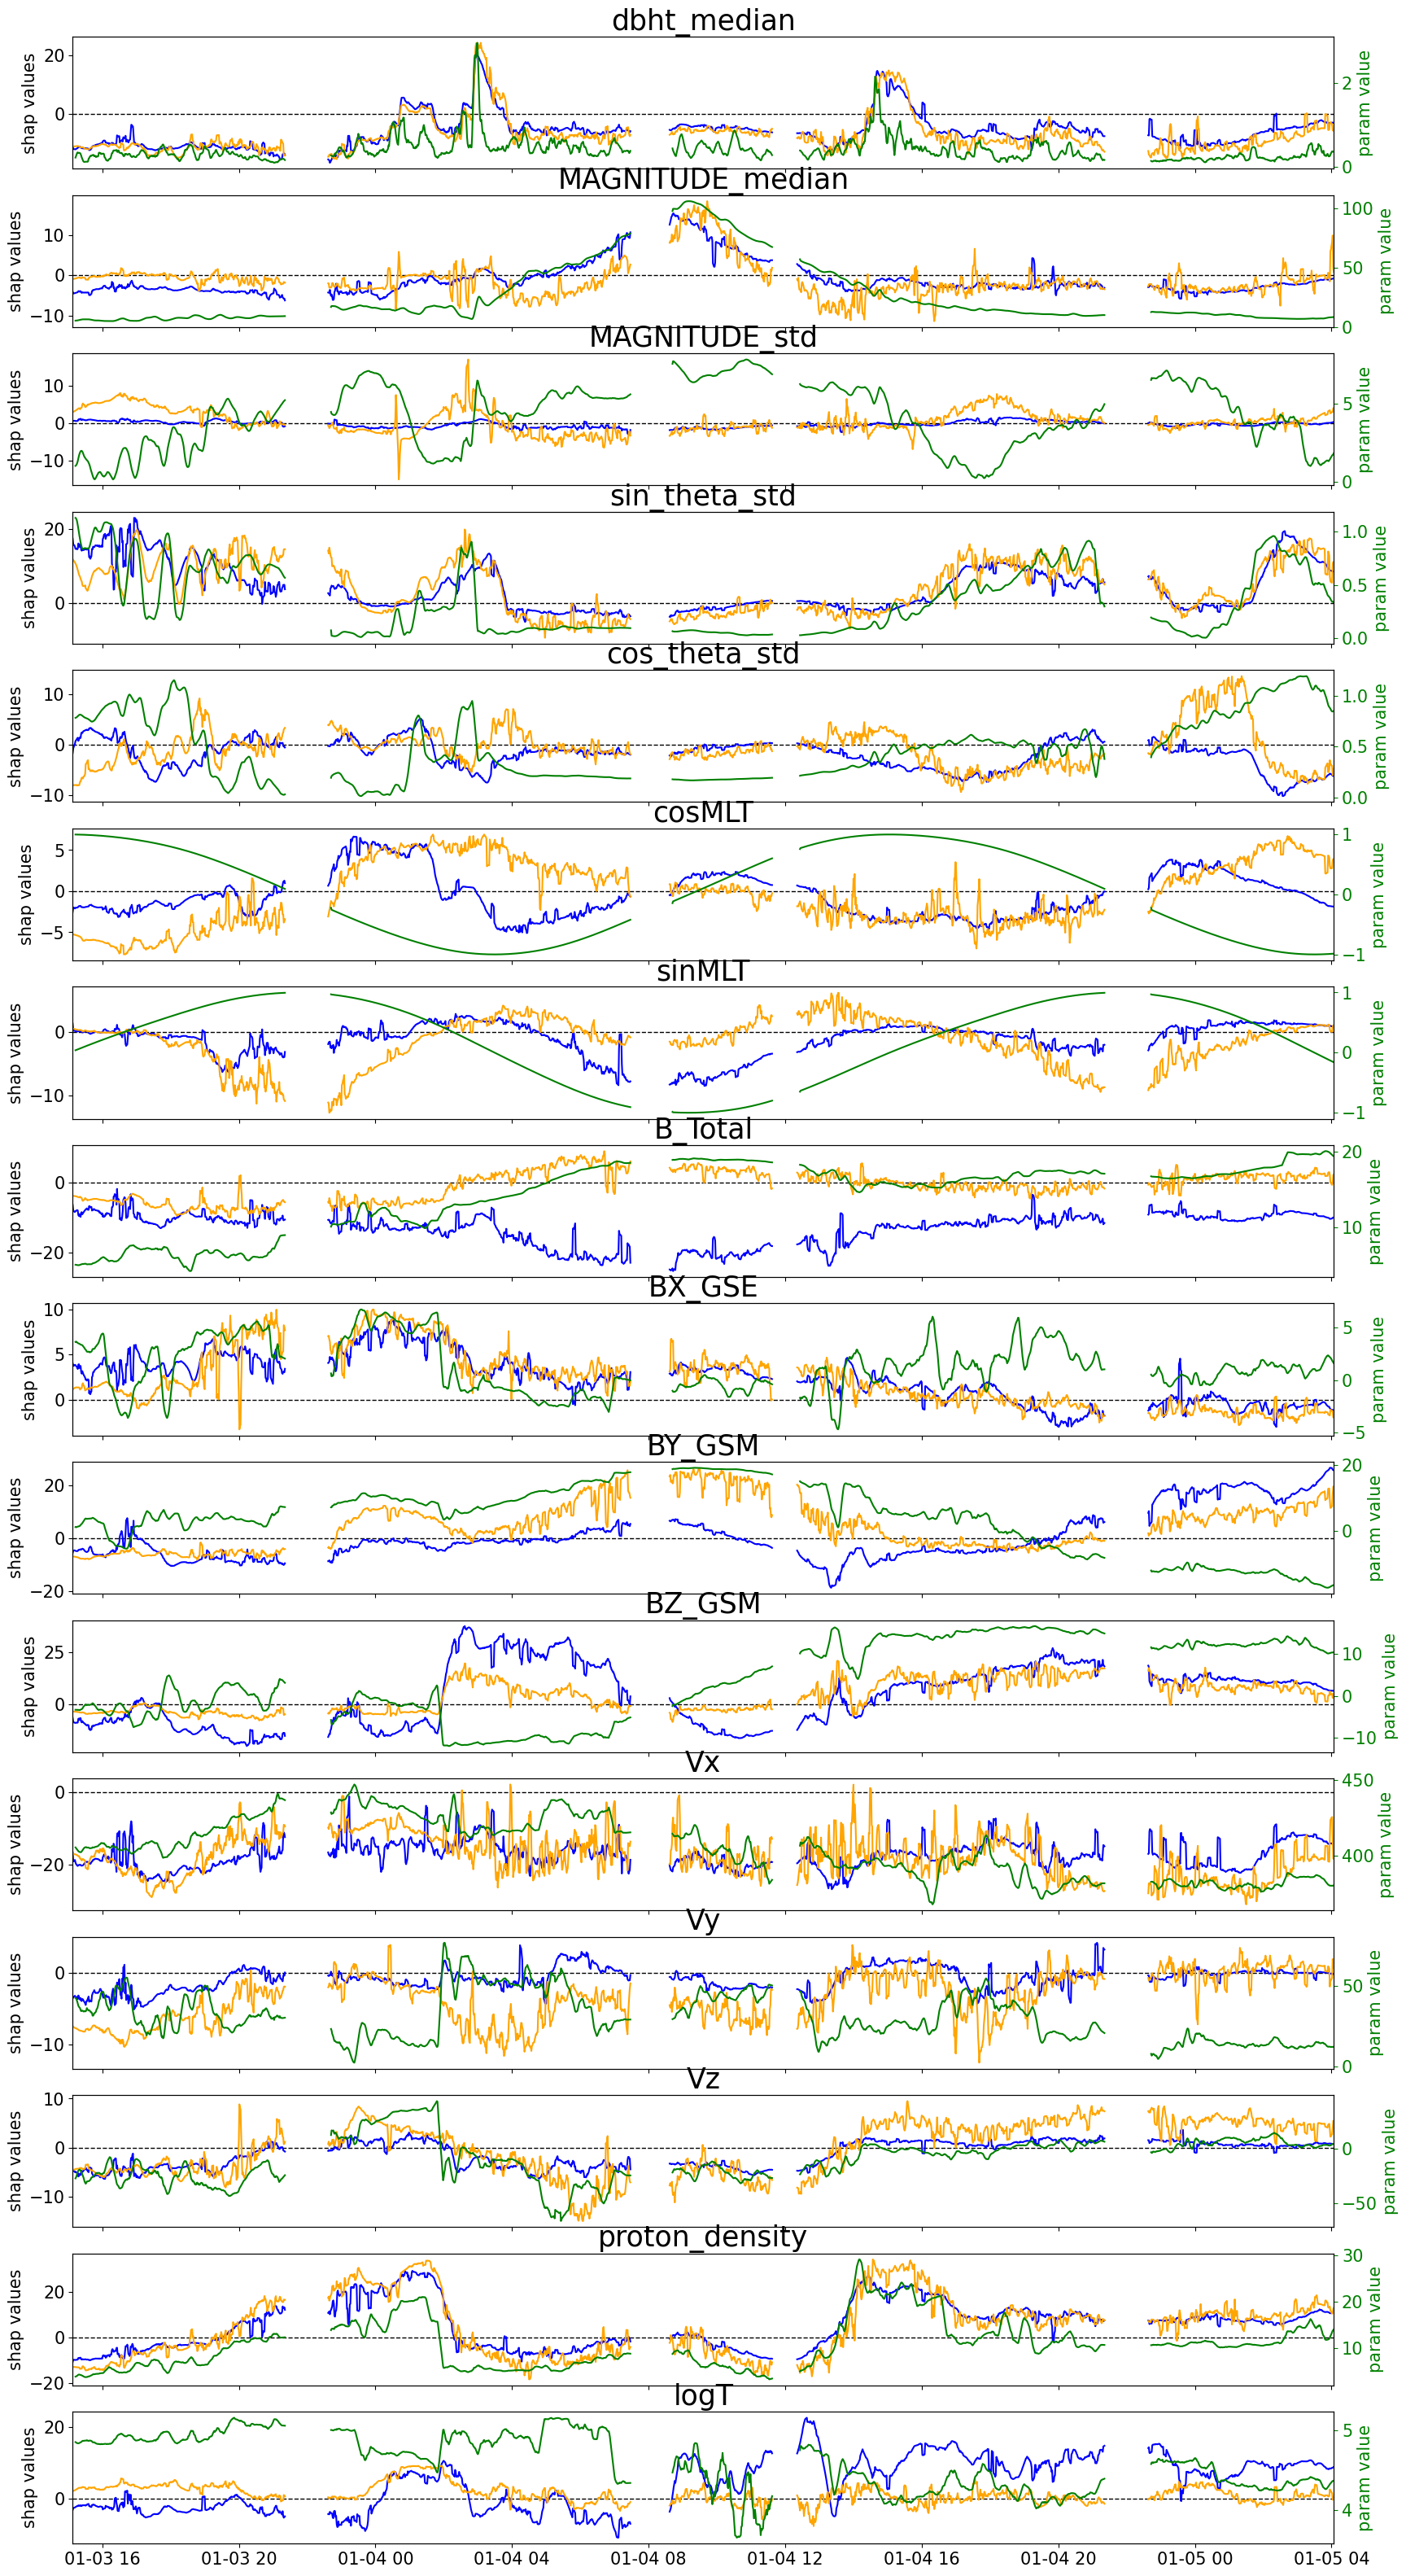 dbht_median
shap values
20
0
2
0
param value
MAGNITUDE_median
shap values
10
0
−10
100
50
0
param value
MAGNITUDE_std
shap values
10
0
−10
5
0
param value
sin_theta_std
shap values
20
0
1.0
0.5
0.0
param value
cos_theta_std
shap values
10
0
−10
1.0
0.5
0.0
param value
cosMLT
shap values
5
0
−5
1
0
−1
param value
sinMLT
shap values
0
−10
1
0
−1
param value
B_Total
shap values
0
−20
20
10
param value
BX_GSE
shap values
10
5
0
5
0
−5
param value
BY_GSM
shap values
20
0
−20
20
0
param value
BZ_GSM
shap values
25
0
10
0
−10
param value
Vx
shap values
0
−20
450
400
param value
Vy
shap values
0
−10
50
0
param value
Vz
shap values
10
0
−10
0
−50
param value
proton_density
shap values
20
0
−20
30
20
10
param value
logT
shap values
20
0
5
4
param value
01-03 16 01-03 20 01-04 00 01-04 04 01-04 08 01-04 12 01-04 16 01-04 20 01-05 00 01-05 04